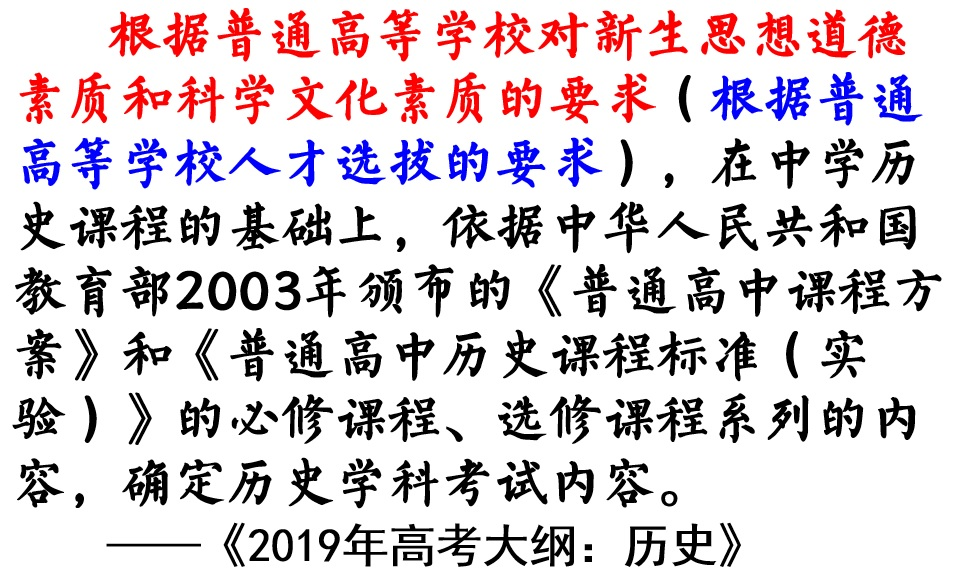 根据普通高等学校对新生思想道德
素质和科学文化素质的要求（根据普通
高等学校人才选拔的要求），在中学历
史课程的基础上，依据中华人民共和国
教育部2003年颁布的《普通高中课程方
案》和《普通高中历史课程标准（实
验）》的必修课程、选修课程系列的内
容，确定历史学科考试内容。
——《2019年高考大纲：历史》